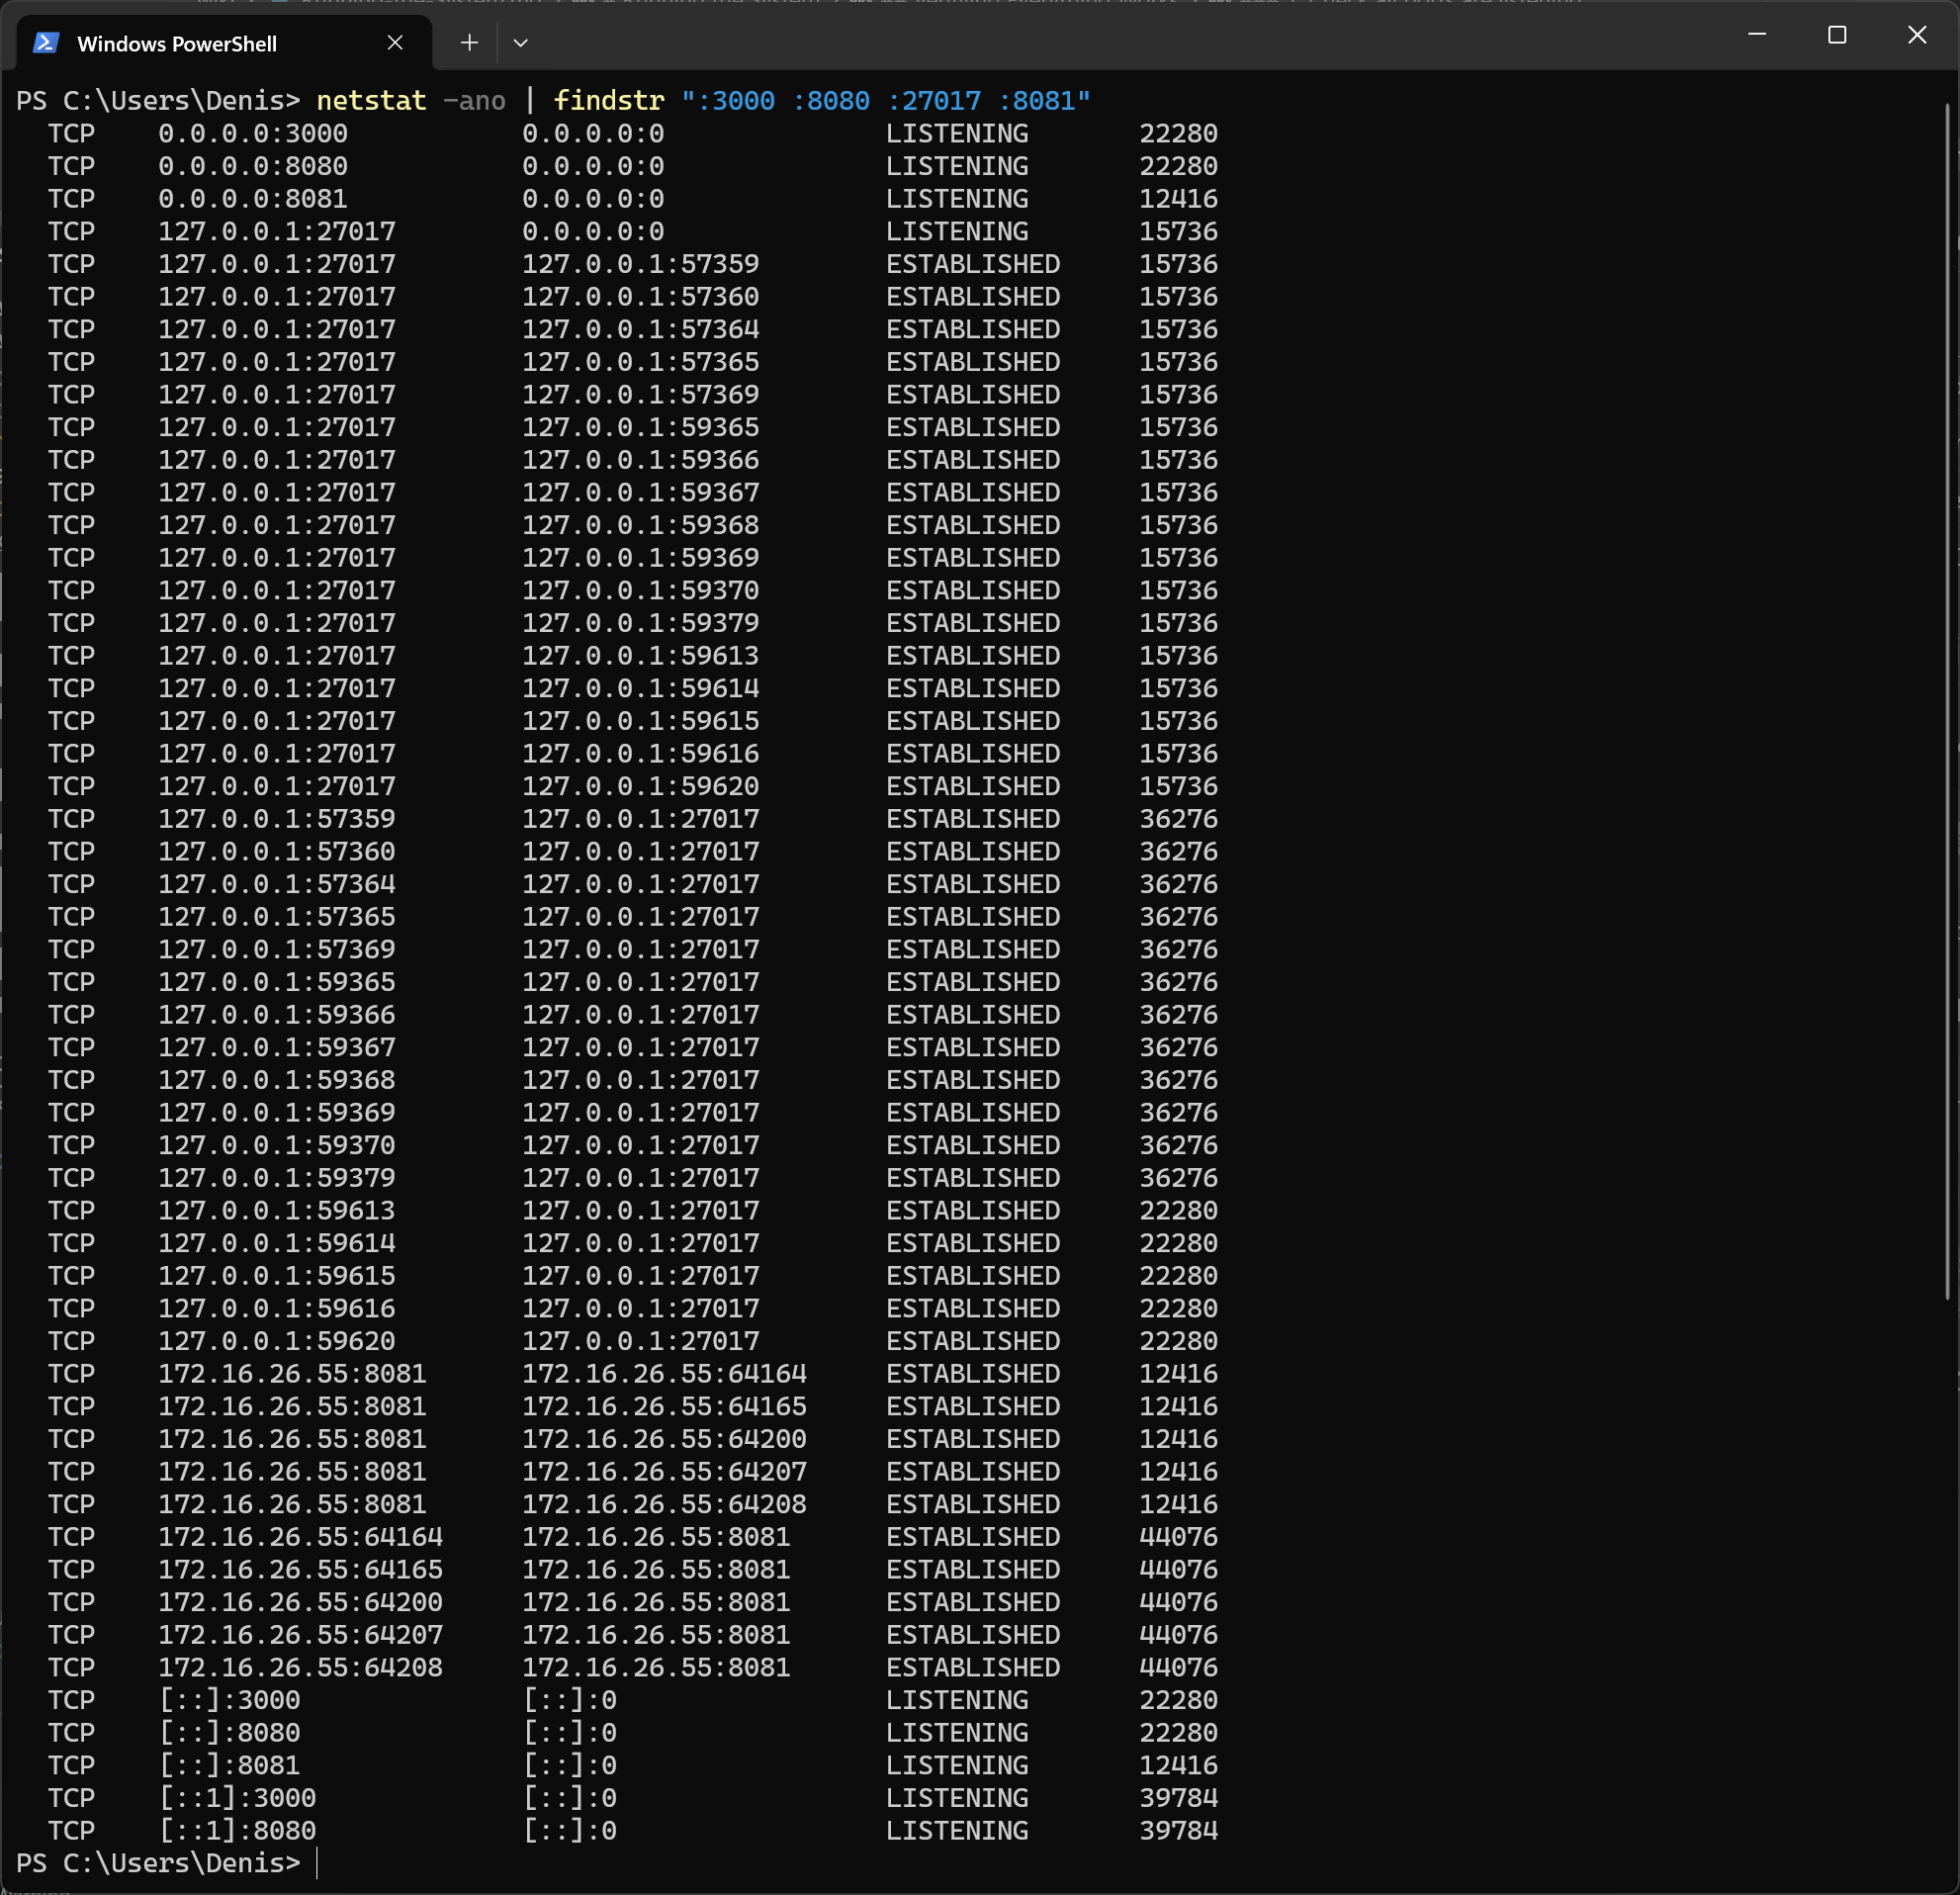 Windows PowerShell
PS C:\Users\Denis> netstat -ano | findstr ":3000 :8080 :27017 :8081"
TCP 0.0.0.0:3000 0.0.0.0:0 LISTENING 22280
TCP 0.0.0.0:8080 0.0.0.0:0 LISTENING 22280
TCP 0.0.0.0:8081 0.0.0.0:0 LISTENING 12416
TCP 127.0.0.1:27017 0.0.0.0:0 LISTENING 15736
TCP 127.0.0.1:27017 127.0.0.1:57359 ESTABLISHED 15736
TCP 127.0.0.1:27017 127.0.0.1:57360 ESTABLISHED 15736
TCP 127.0.0.1:27017 127.0.0.1:57364 ESTABLISHED 15736
TCP 127.0.0.1:27017 127.0.0.1:57365 ESTABLISHED 15736
TCP 127.0.0.1:27017 127.0.0.1:57369 ESTABLISHED 15736
TCP 127.0.0.1:27017 127.0.0.1:59365 ESTABLISHED 15736
TCP 127.0.0.1:27017 127.0.0.1:59366 ESTABLISHED 15736
TCP 127.0.0.1:27017 127.0.0.1:59367 ESTABLISHED 15736
TCP 127.0.0.1:27017 127.0.0.1:59368 ESTABLISHED 15736
TCP 127.0.0.1:27017 127.0.0.1:59369 ESTABLISHED 15736
TCP 127.0.0.1:27017 127.0.0.1:59370 ESTABLISHED 15736
TCP 127.0.0.1:27017 127.0.0.1:59379 ESTABLISHED 15736
TCP 127.0.0.1:27017 127.0.0.1:59613 ESTABLISHED 15736
TCP 127.0.0.1:27017 127.0.0.1:59614 ESTABLISHED 15736
TCP 127.0.0.1:27017 127.0.0.1:59615 ESTABLISHED 15736
TCP 127.0.0.1:27017 127.0.0.1:59616 ESTABLISHED 15736
TCP 127.0.0.1:27017 127.0.0.1:59620 ESTABLISHED 15736
TCP 127.0.0.1:57359 127.0.0.1:27017 ESTABLISHED 36276
TCP 127.0.0.1:57360 127.0.0.1:27017 ESTABLISHED 36276
TCP 127.0.0.1:57364 127.0.0.1:27017 ESTABLISHED 36276
TCP 127.0.0.1:57365 127.0.0.1:27017 ESTABLISHED 36276
TCP 127.0.0.1:57369 127.0.0.1:27017 ESTABLISHED 36276
TCP 127.0.0.1:59365 127.0.0.1:27017 ESTABLISHED 36276
TCP 127.0.0.1:59366 127.0.0.1:27017 ESTABLISHED 36276
TCP 127.0.0.1:59367 127.0.0.1:27017 ESTABLISHED 36276
TCP 127.0.0.1:59368 127.0.0.1:27017 ESTABLISHED 36276
TCP 127.0.0.1:59369 127.0.0.1:27017 ESTABLISHED 36276
TCP 127.0.0.1:59370 127.0.0.1:27017 ESTABLISHED 36276
TCP 127.0.0.1:59379 127.0.0.1:27017 ESTABLISHED 36276
TCP 127.0.0.1:59613 127.0.0.1:27017 ESTABLISHED 22280
TCP 127.0.0.1:59614 127.0.0.1:27017 ESTABLISHED 22280
TCP 127.0.0.1:59615 127.0.0.1:27017 ESTABLISHED 22280
TCP 127.0.0.1:59616 127.0.0.1:27017 ESTABLISHED 22280
TCP 127.0.0.1:59620 127.0.0.1:27017 ESTABLISHED 22280
TCP 172.16.26.55:8081 172.16.26.55:64164 ESTABLISHED 12416
TCP 172.16.26.55:8081 172.16.26.55:64165 ESTABLISHED 12416
TCP 172.16.26.55:8081 172.16.26.55:64200 ESTABLISHED 12416
TCP 172.16.26.55:8081 172.16.26.55:64207 ESTABLISHED 12416
TCP 172.16.26.55:8081 172.16.26.55:64208 ESTABLISHED 12416
TCP 172.16.26.55:64164 172.16.26.55:8081 ESTABLISHED 44076
TCP 172.16.26.55:64165 172.16.26.55:8081 ESTABLISHED 44076
TCP 172.16.26.55:64200 172.16.26.55:8081 ESTABLISHED 44076
TCP 172.16.26.55:64207 172.16.26.55:8081 ESTABLISHED 44076
TCP 172.16.26.55:64208 172.16.26.55:8081 ESTABLISHED 44076
TCP [::]:3000 [::]:0 LISTENING 22280
TCP [::]:8080 [::]:0 LISTENING 22280
TCP [::]:8081 [::]:0 LISTENING 12416
TCP [::1]:3000 [::]:0 LISTENING 39784
TCP [::1]:8080 [::]:0 LISTENING 39784
PS C:\Users\Denis>